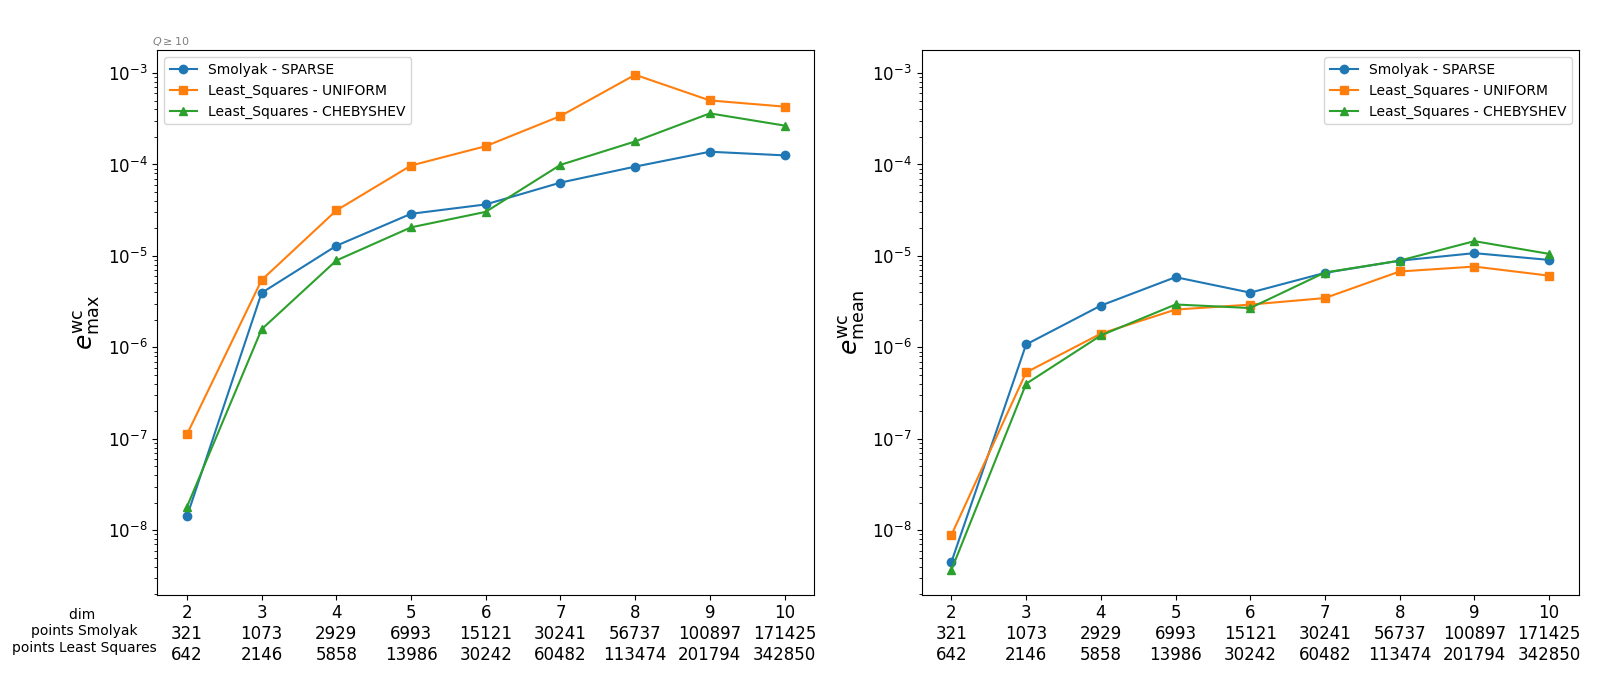 Q ≥ 10
Smolyak - SPARSE
Least_Squares - UNIFORM
Least_Squares - CHEBYSHEV
10⁻³
10⁻⁴
10⁻⁵
10⁻⁶
10⁻⁷
10⁻⁸
e^wc_max
dim 2 3 4 5 6 7 8 9 10
points Smolyak 321 1073 2929 6993 15121 30241 56737 100897 171425
points Least Squares 642 2146 5858 13986 30242 60482 113474 201794 342850
Smolyak - SPARSE
Least_Squares - UNIFORM
Least_Squares - CHEBYSHEV
10⁻³
10⁻⁴
10⁻⁵
10⁻⁶
10⁻⁷
10⁻⁸
e^wc_mean
2 3 4 5 6 7 8 9 10
321 1073 2929 6993 15121 30241 56737 100897 171425
642 2146 5858 13986 30242 60482 113474 201794 342850